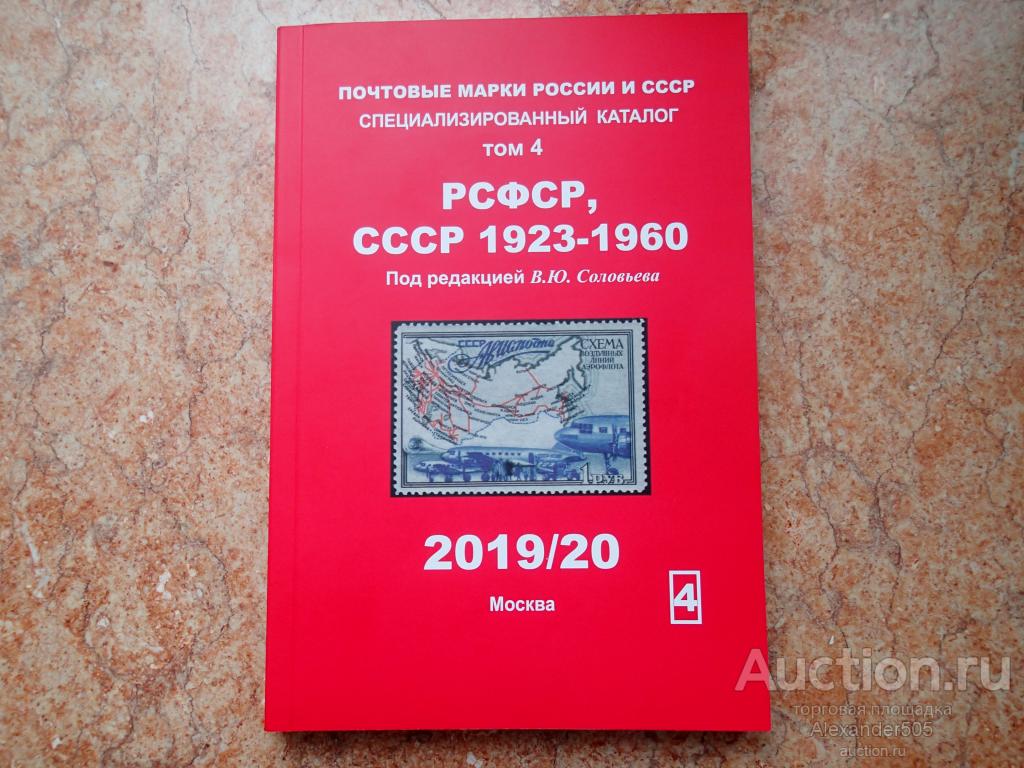 ПОЧТОВЫЕ МАРКИ РОССИИ И СССР
СПЕЦИАЛИЗИРОВАННЫЙ КАТАЛОГ
том 4
РСФСР,
СССР 1923-1960
Под редакцией В.Ю. Соловьева
СССР Авиапочта
СХЕМА
ВОЗДУШНЫХ
ЛИНИЙ
АЭРОФЛОТА
1 РУБ.
2019/20
Москва
4
Auction.ru
торговая площадка
Alexander505
auction.ru